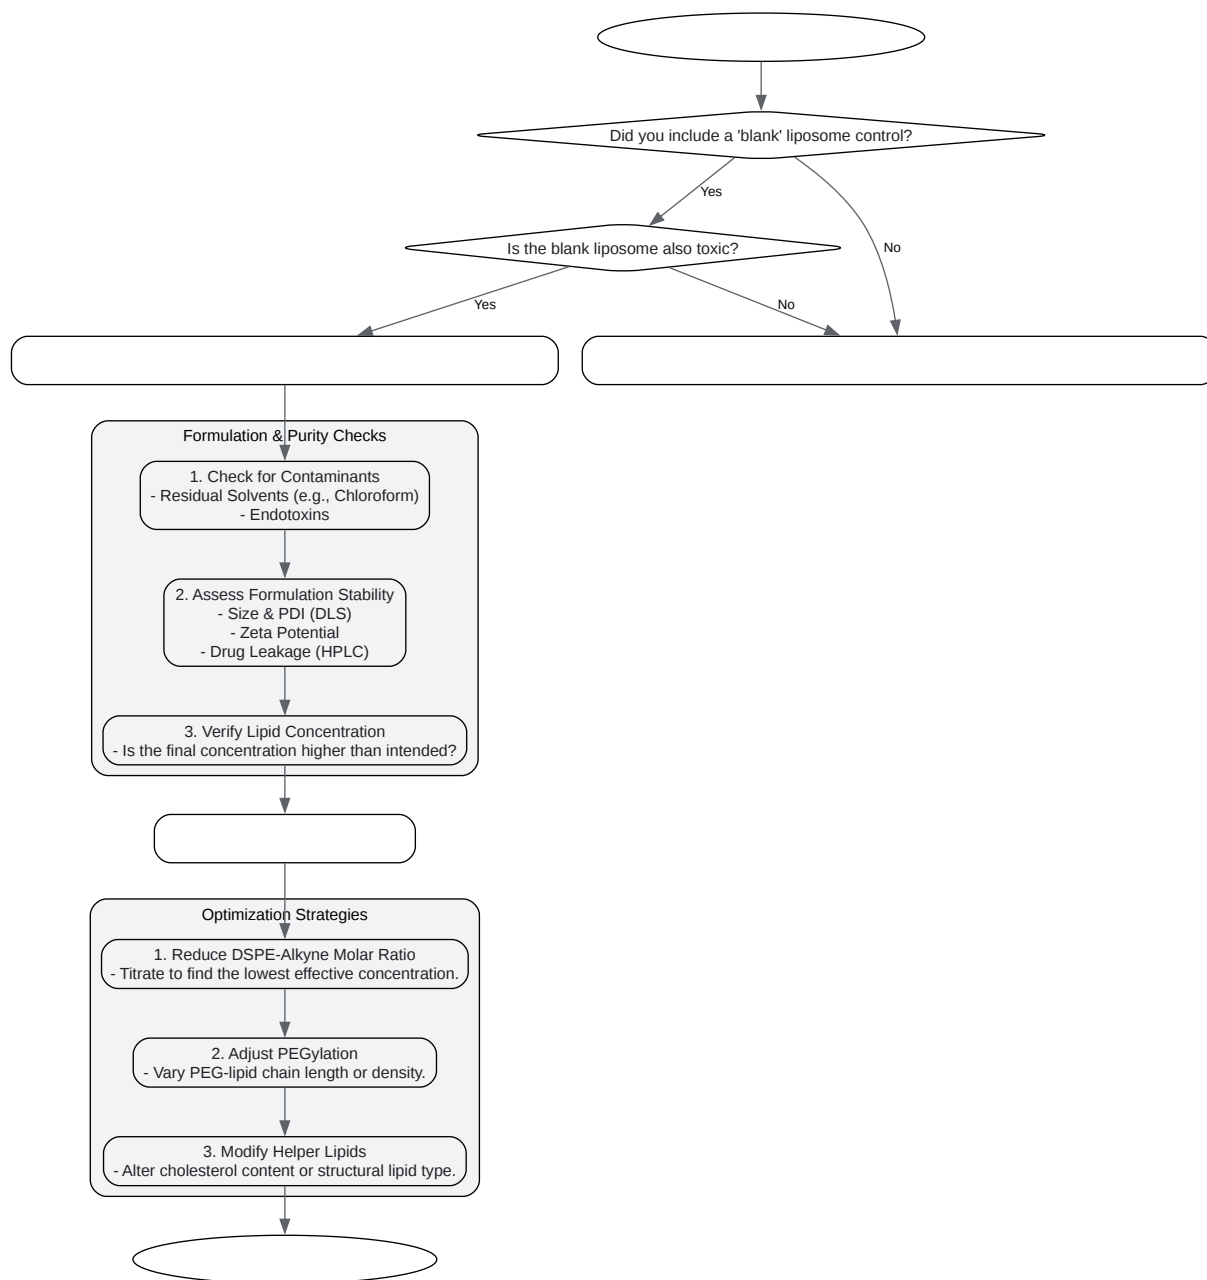 Did you include a 'blank' liposome control?
Yes
Is the blank liposome also toxic?
No
Yes
No
Formulation & Purity Checks
1. Check for Contaminants
- Residual Solvents (e.g., Chloroform)
- Endotoxins
2. Assess Formulation Stability
- Size & PDI (DLS)
- Zeta Potential
- Drug Leakage (HPLC)
3. Verify Lipid Concentration
- Is the final concentration higher than intended?
Optimization Strategies
1. Reduce DSPE-Alkyne Molar Ratio
- Titrate to find the lowest effective concentration.
2. Adjust PEGylation
- Vary PEG-lipid chain length or density.
3. Modify Helper Lipids
- Alter cholesterol content or structural lipid type.